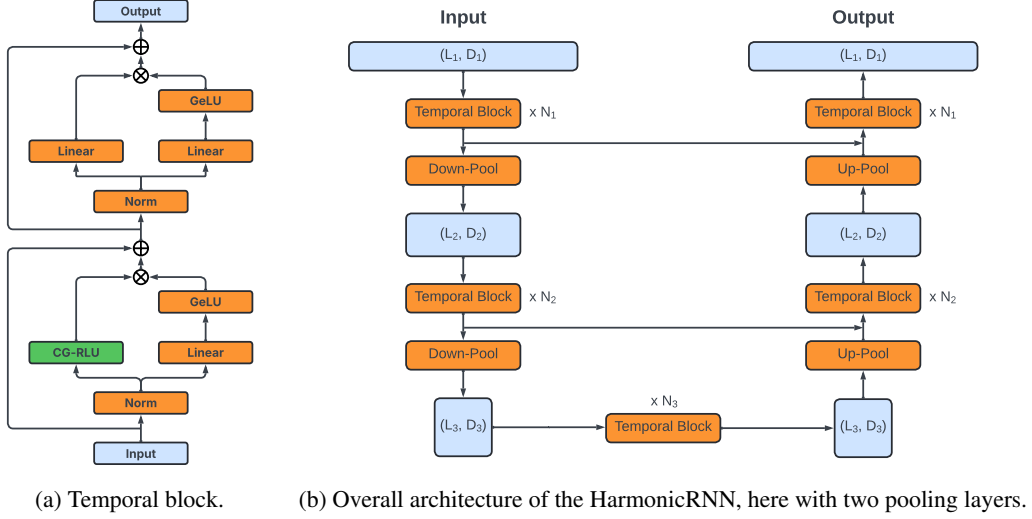 Output
GeLU
Linear
Linear
Norm
GeLU
CG-RLU
Linear
Norm
Input
(a) Temporal block.
Input
Output
(L₁, D₁)
(L₁, D₁)
Temporal Block x N₁
Temporal Block x N₁
Down-Pool
Up-Pool
(L₂, D₂)
(L₂, D₂)
Temporal Block x N₂
Temporal Block x N₂
Down-Pool
Up-Pool
(L₃, D₃)
x N₃
Temporal Block
(L₃, D₃)
(b) Overall architecture of the HarmonicRNN, here with two pooling layers.